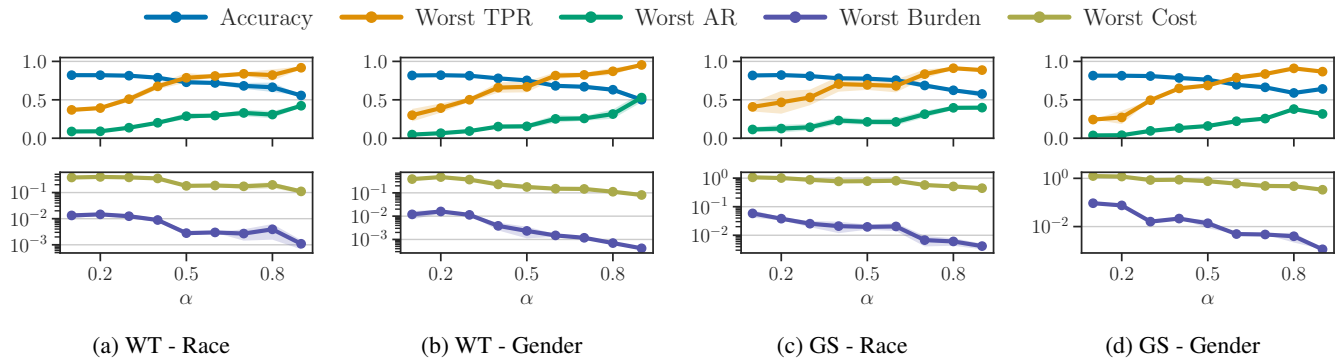 Accuracy Worst TPR Worst AR Worst Burden Worst Cost
1.0 1.0 1.0 1.0
0.5 0.5 0.5 0.5
0.0 0.0 0.0 0.0
10⁻¹ 10⁻¹ 10⁰ 10⁰
10⁻² 10⁻² 10⁻¹ 10⁻²
10⁻³ 10⁻³ 10⁻²
0.2 0.5 0.8 0.2 0.5 0.8 0.2 0.5 0.8 0.2 0.5 0.8
α α α α
(a) WT - Race (b) WT - Gender (c) GS - Race (d) GS - Gender